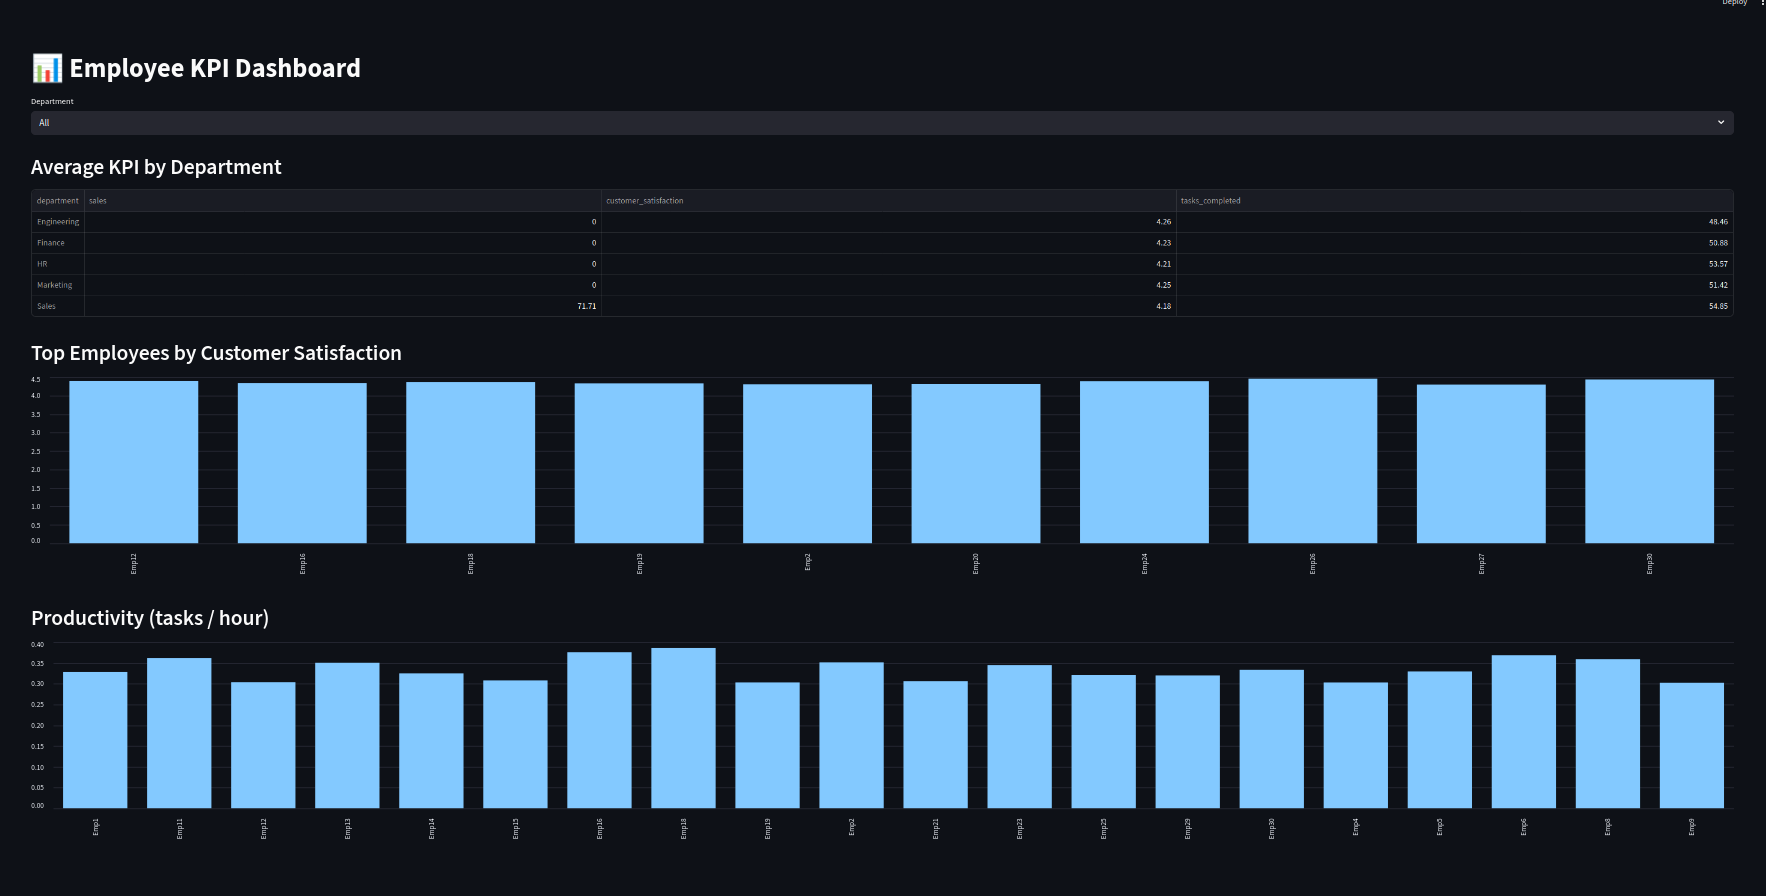 Deploy
📊 Employee KPI Dashboard
Department
All
Average KPI by Department
department sales customer_satisfaction tasks_completed
Engineering 0 4.26 48.46
Finance 0 4.23 50.88
HR 0 4.21 53.57
Marketing 0 4.25 51.42
Sales 71.71 4.18 54.85
Top Employees by Customer Satisfaction
4.5
4.0
3.5
3.0
2.5
2.0
1.5
1.0
0.5
0.0
Emp12 Emp16 Emp18 Emp19 Emp2 Emp20 Emp24 Emp26 Emp27 Emp30
Productivity (tasks / hour)
0.40
0.35
0.30
0.25
0.20
0.15
0.10
0.05
0.00
Emp1 Emp11 Emp12 Emp13 Emp14 Emp15 Emp16 Emp18 Emp19 Emp2 Emp21 Emp23 Emp25 Emp29 Emp30 Emp4 Emp5 Emp6 Emp8 Emp9